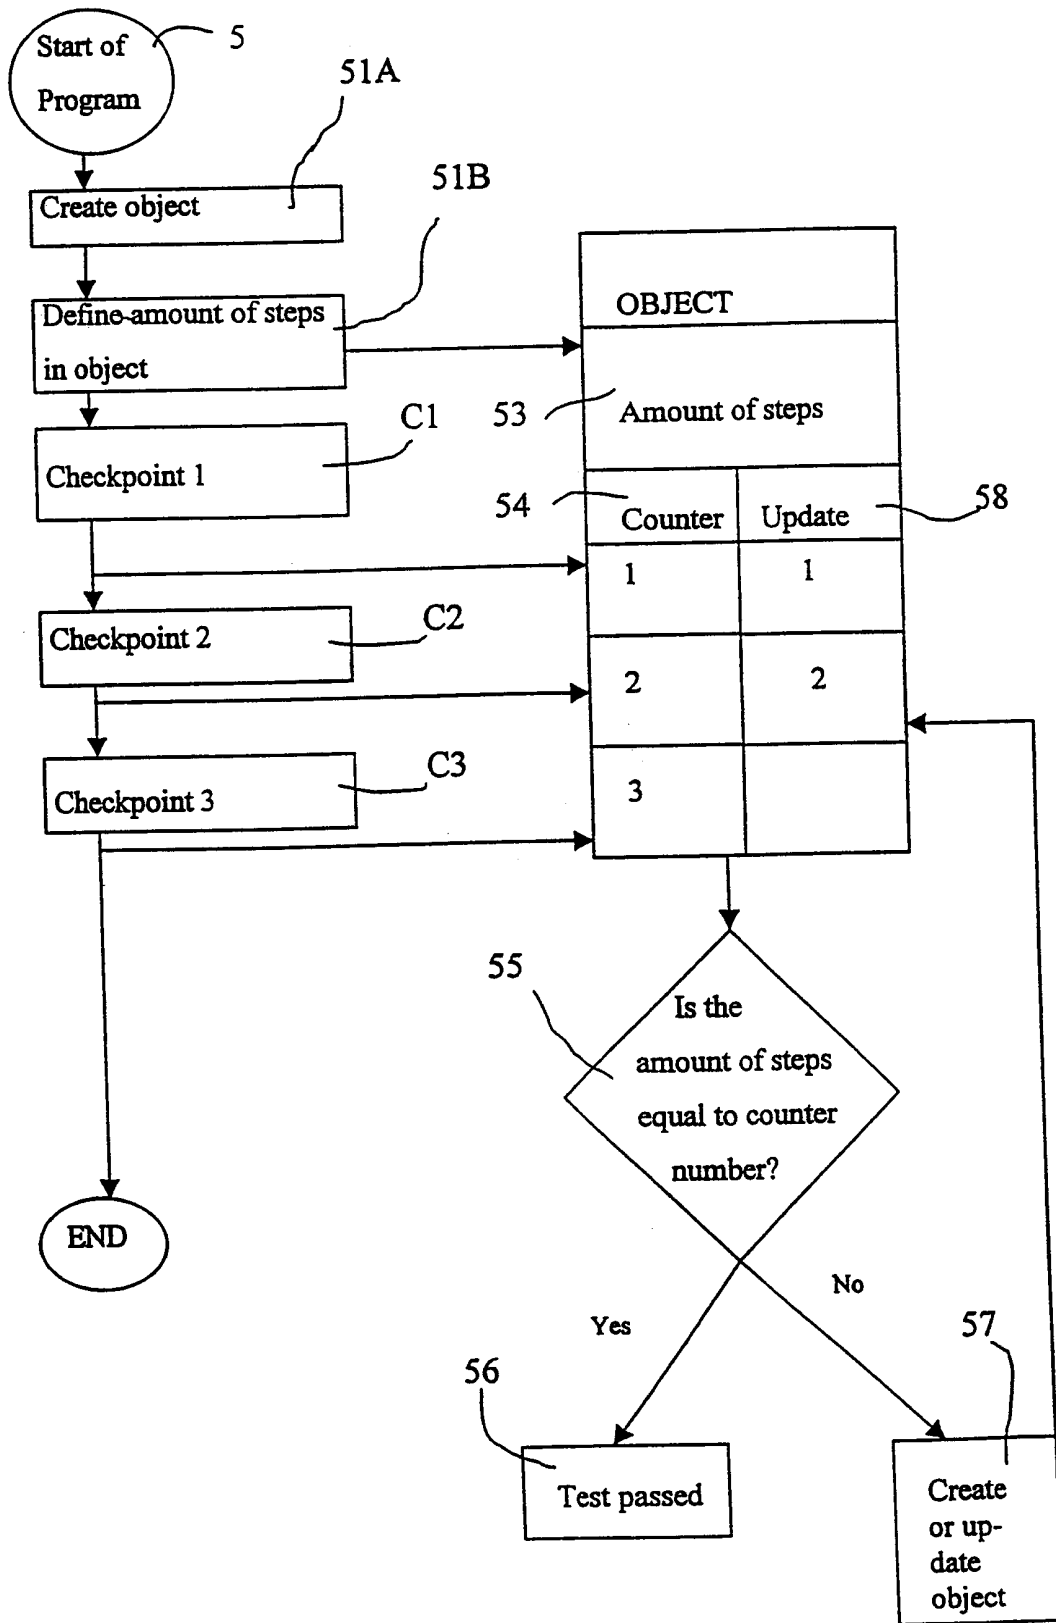 Start of
Program
5
51A
Create object
51B
Define amount of steps
in object
OBJECT
53
Amount of steps
C1
Checkpoint 1
54
Counter
Update
58
1
1
C2
Checkpoint 2
2
2
C3
Checkpoint 3
3
55
Is the
amount of steps
equal to counter
number?
END
Yes
No
56
57
Test passed
Create
or up-
date
object